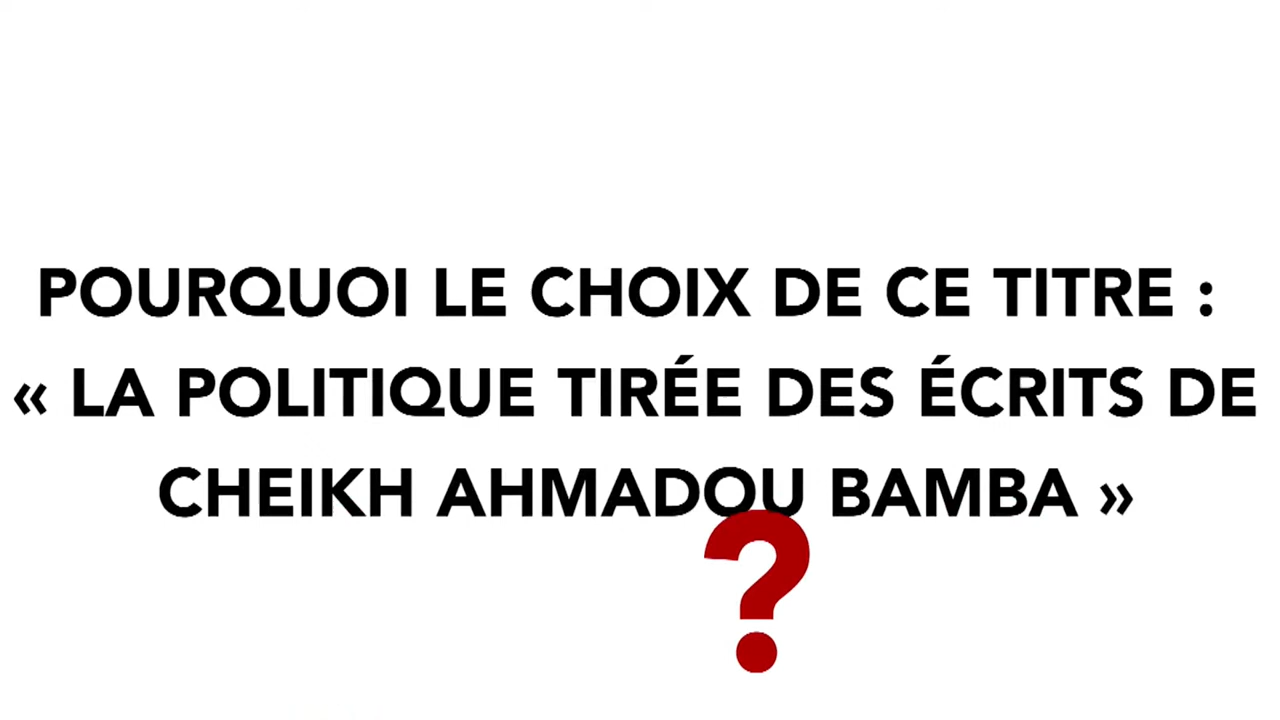 POURQUOI LE CHOIX DE CE TITRE :
« LA POLITIQUE TIRÉE DES ÉCRITS DE
CHEIKH AHMADOU BAMBA »
?